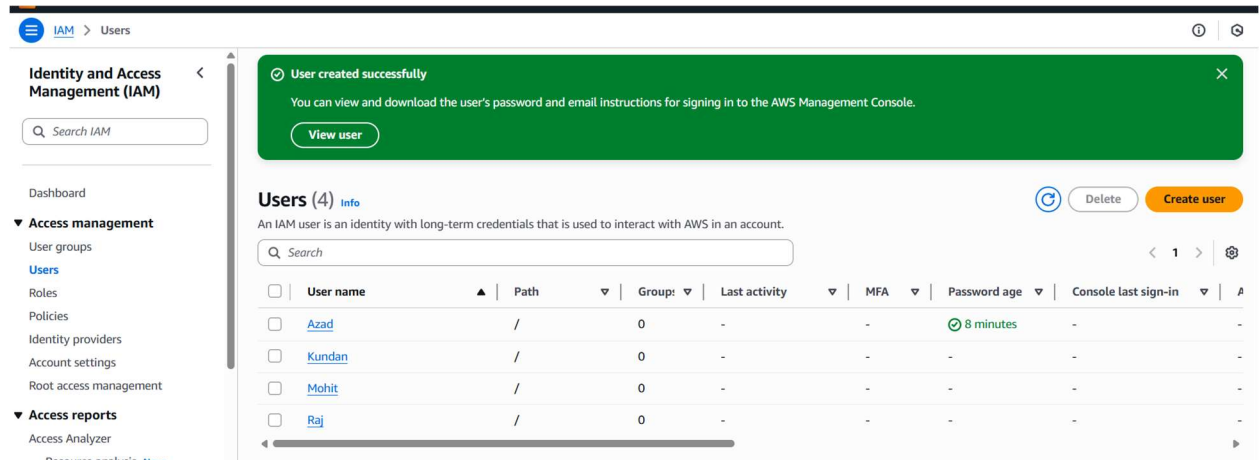 IAM > Users
Identity and Access
Management (IAM)
Search IAM
Dashboard
Access management
User groups
Users
Roles
Policies
Identity providers
Account settings
Root access management
Access reports
Access Analyzer
User created successfully
You can view and download the user's password and email instructions for signing in to the AWS Management Console.
View user
Users (4) Info
Delete
Create user
An IAM user is an identity with long-term credentials that is used to interact with AWS in an account.
Search
1
User name Path Groups Last activity MFA Password age Console last sign-in A
Azad / 0 - - 8 minutes - -
Kundan / 0 - - - - -
Mohit / 0 - - - - -
Raj / 0 - - - - -